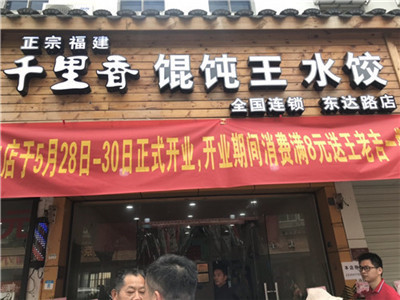 正宗福建
千里香 馄饨王 水饺
全国连锁 东达路店
店于5月28日-30日正式开业,开业期间消费满8元送王老吉一